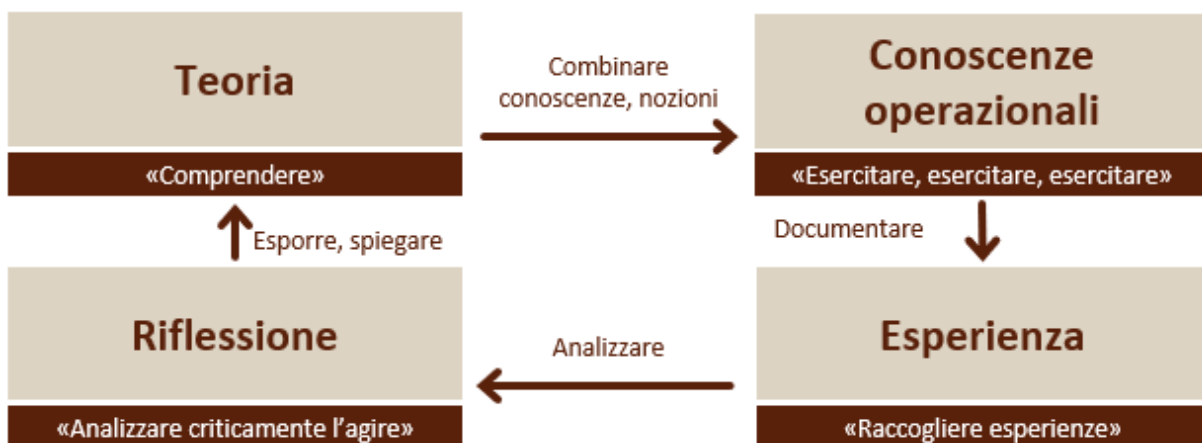 Teoria
«Comprendere»
Combinare
conoscenze, nozioni
Conoscenze
operazionali
«Esercitare, esercitare, esercitare»
Documentare
Esperienza
«Raccogliere esperienze»
Analizzare
Riflessione
«Analizzare criticamente l’agire»
Esporre, spiegare